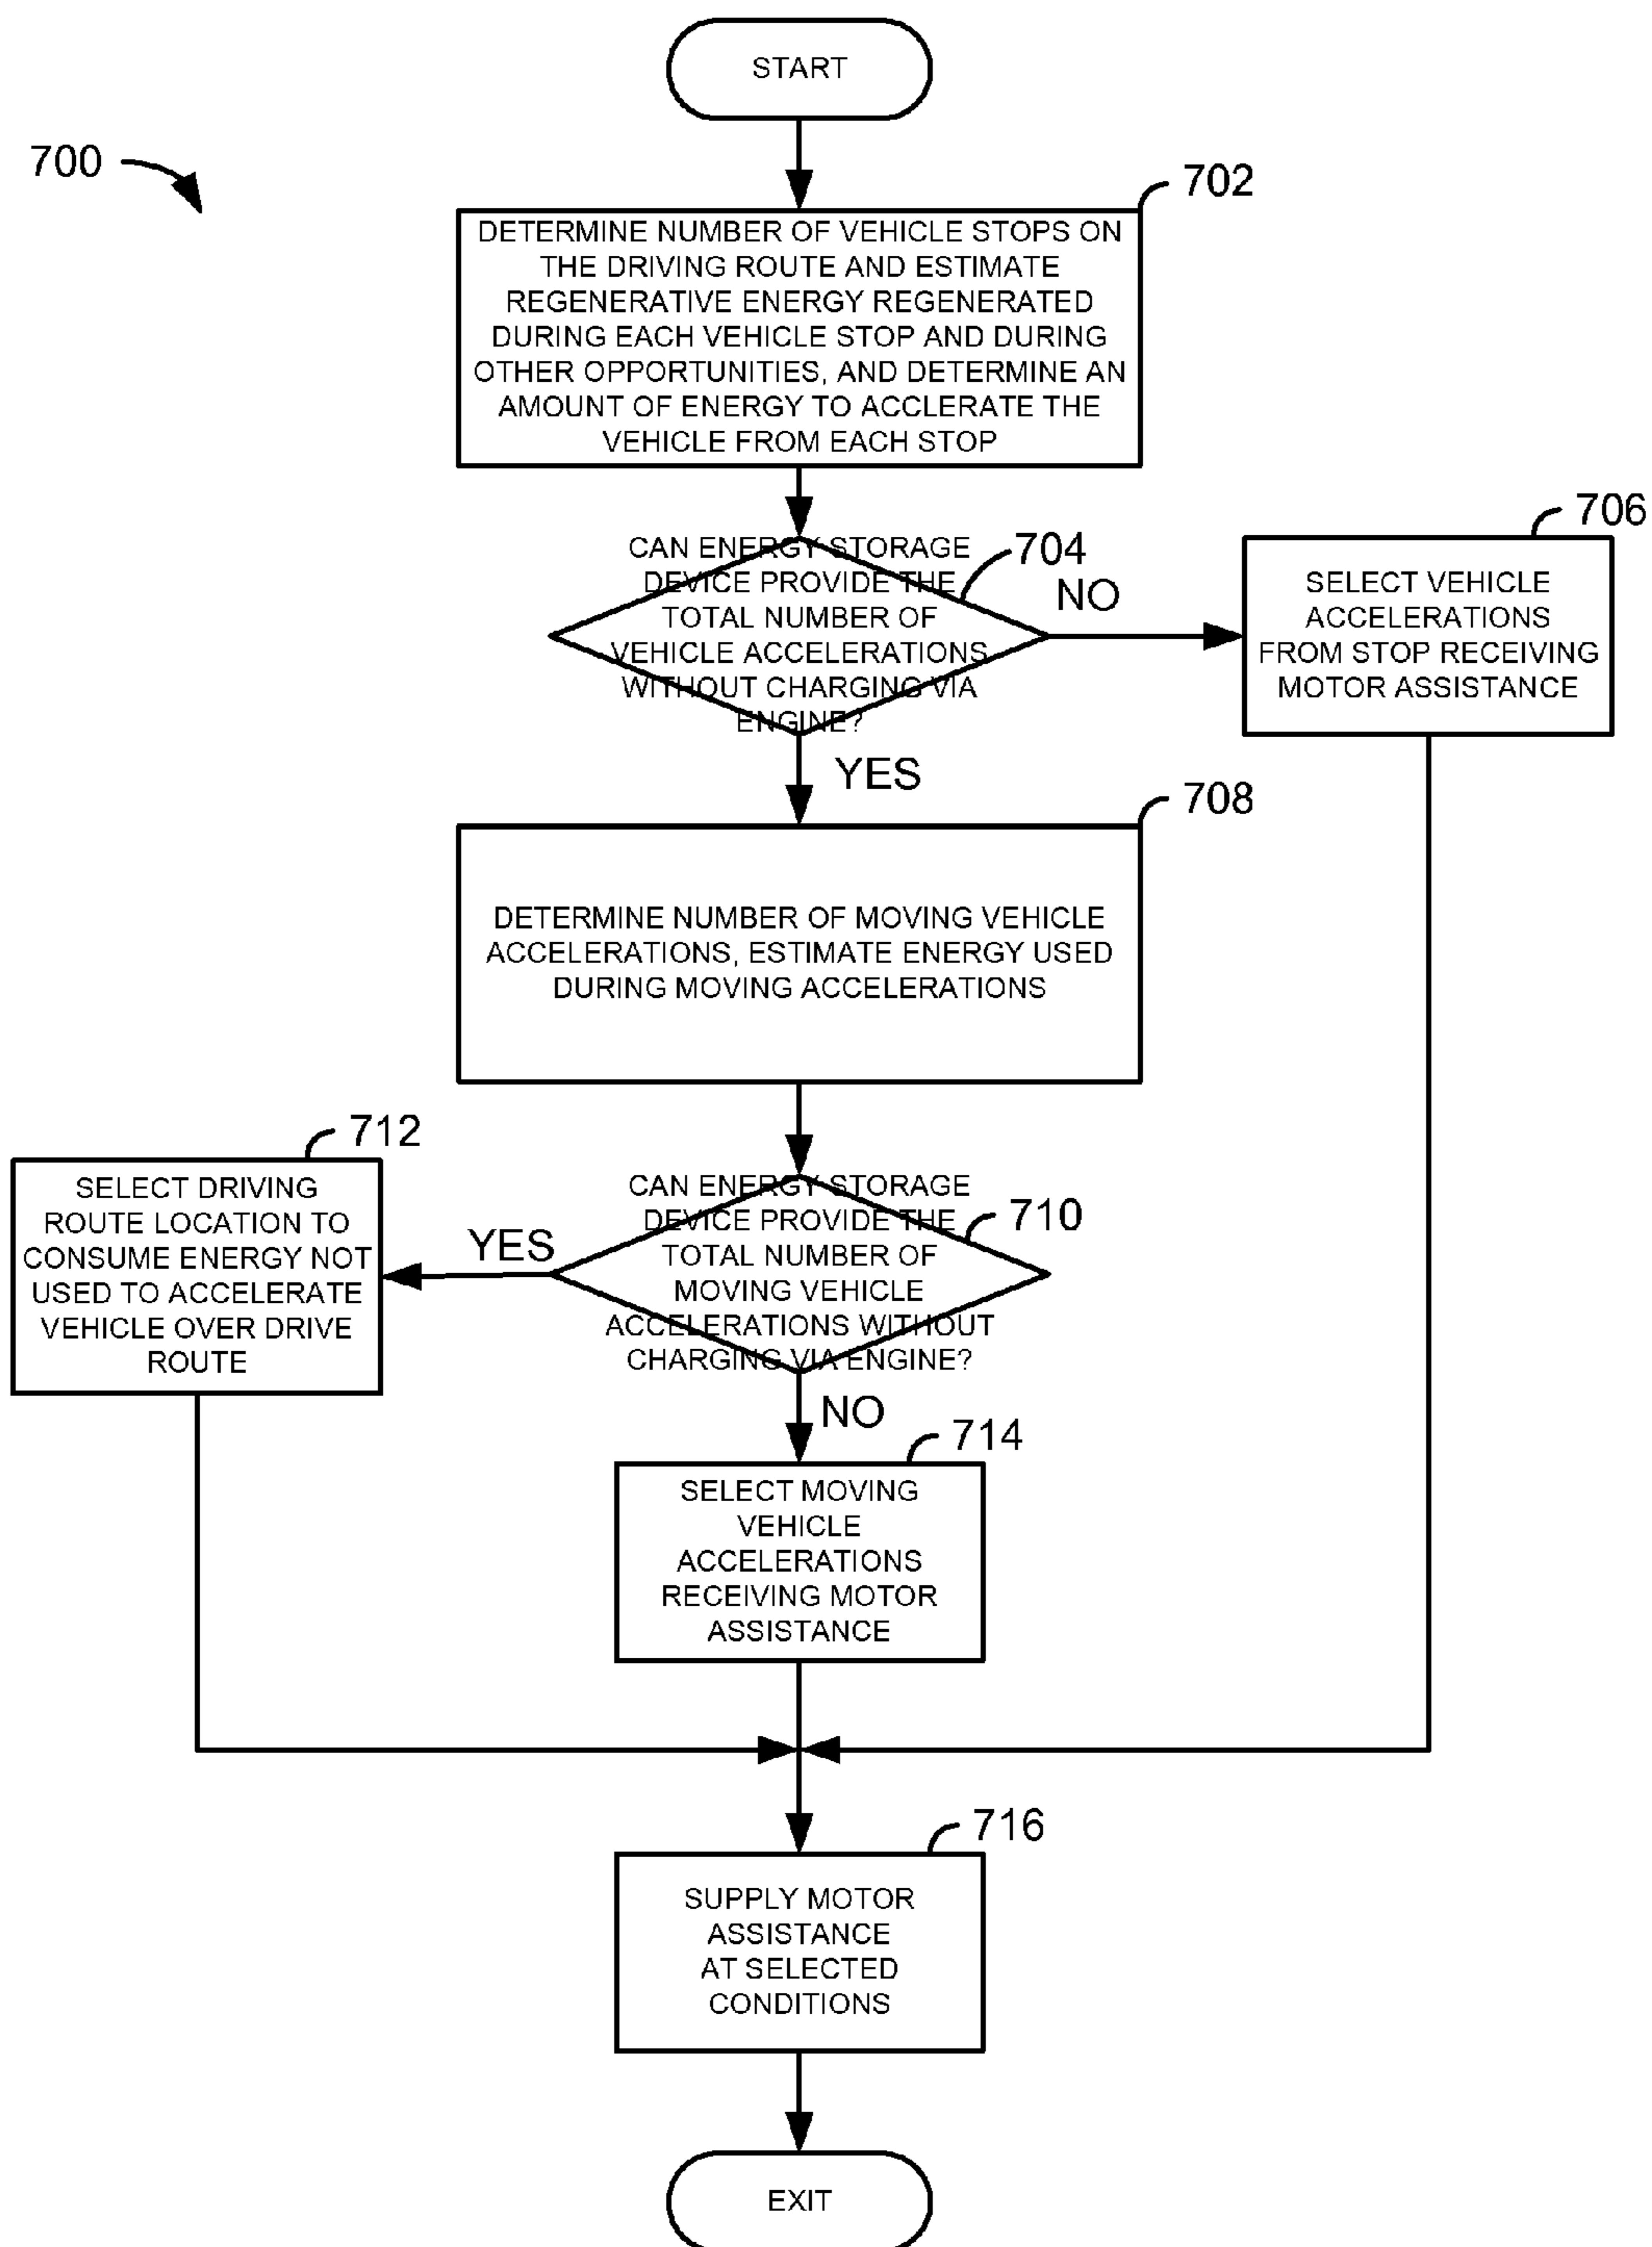 START
700
702
DETERMINE NUMBER OF VEHICLE STOPS ON
THE DRIVING ROUTE AND ESTIMATE
REGENERATIVE ENERGY REGENERATED
DURING EACH VEHICLE STOP AND DURING
OTHER OPPORTUNITIES, AND DETERMINE AN
AMOUNT OF ENERGY TO ACCLERATE THE
VEHICLE FROM EACH STOP
704
CAN ENERGY STORAGE
DEVICE PROVIDE THE
TOTAL NUMBER OF
VEHICLE ACCELERATIONS
WITHOUT CHARGING VIA
ENGINE?
NO
706
SELECT VEHICLE
ACCELERATIONS
FROM STOP RECEIVING
MOTOR ASSISTANCE
YES
708
DETERMINE NUMBER OF MOVING VEHICLE
ACCELERATIONS, ESTIMATE ENERGY USED
DURING MOVING ACCELERATIONS
710
CAN ENERGY STORAGE
DEVICE PROVIDE THE
TOTAL NUMBER OF
MOVING VEHICLE
ACCELERATIONS WITHOUT
CHARGING VIA ENGINE?
YES
712
SELECT DRIVING
ROUTE LOCATION TO
CONSUME ENERGY NOT
USED TO ACCELERATE
VEHICLE OVER DRIVE
ROUTE
NO
714
SELECT MOVING
VEHICLE
ACCELERATIONS
RECEIVING MOTOR
ASSISTANCE
716
SUPPLY MOTOR
ASSISTANCE
AT SELECTED
CONDITIONS
EXIT